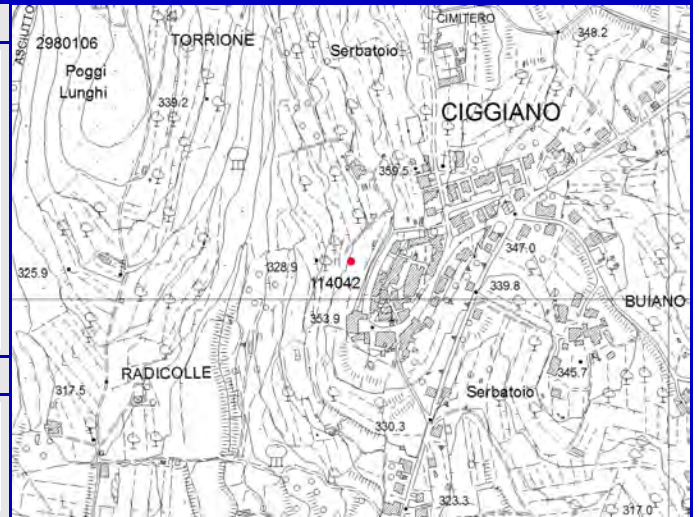 CIMITERO
348.2
TORRIONE
2980106
Serbatoio
ASCIUTTO
Poggi
Lunghi
339.2
CIGGIANO
359.5
347.0
328.9
325.9
114042
339.8
BUIANO
353.9
RADICOLLE
345.7
317.5
Serbatoio
330.3
323.3
317.0